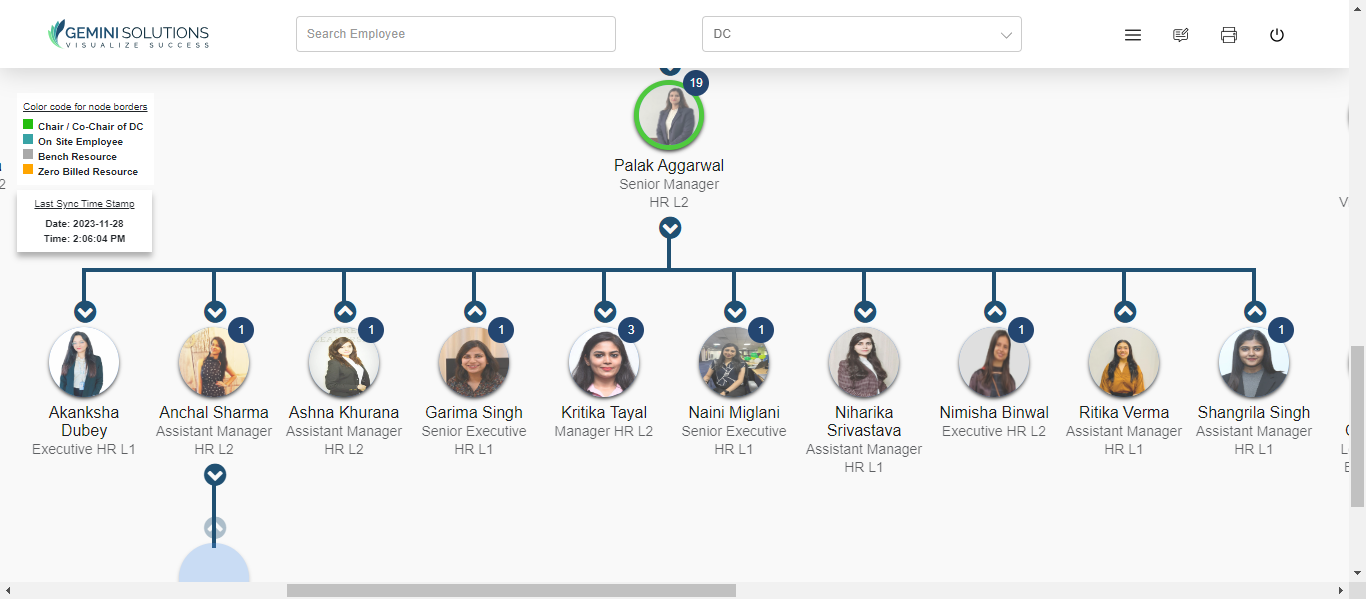 GEMINI SOLUTIONS
VISUALIZE SUCCESS
Search Employee
DC
19
Color code for node borders
Chair / Co-Chair of DC
On Site Employee
Bench Resource
Zero Billed Resource
Last Sync Time Stamp
Date: 2023-11-28
Time: 2:06:04 PM
2
Palak Aggarwal
Senior Manager
HR L2
V
1
1
1
3
1
1
1
Akanksha
Dubey
Executive HR L1
Anchal Sharma
Assistant Manager
HR L2
Ashna Khurana
Assistant Manager
HR L2
Garima Singh
Senior Executive
HR L1
Kritika Tayal
Manager HR L2
Naini Miglani
Senior Executive
HR L1
Niharika
Srivastava
Assistant Manager
HR L1
Nimisha Binwal
Executive HR L2
Ritika Verma
Assistant Manager
HR L1
Shangrila Singh
Assistant Manager
HR L1